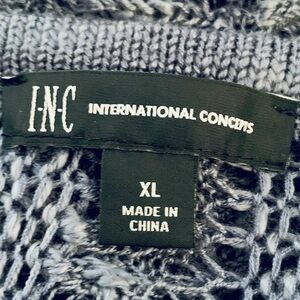 I·N·C INTERNATIONAL CONCEPTS
XL
MADE IN
CHINA